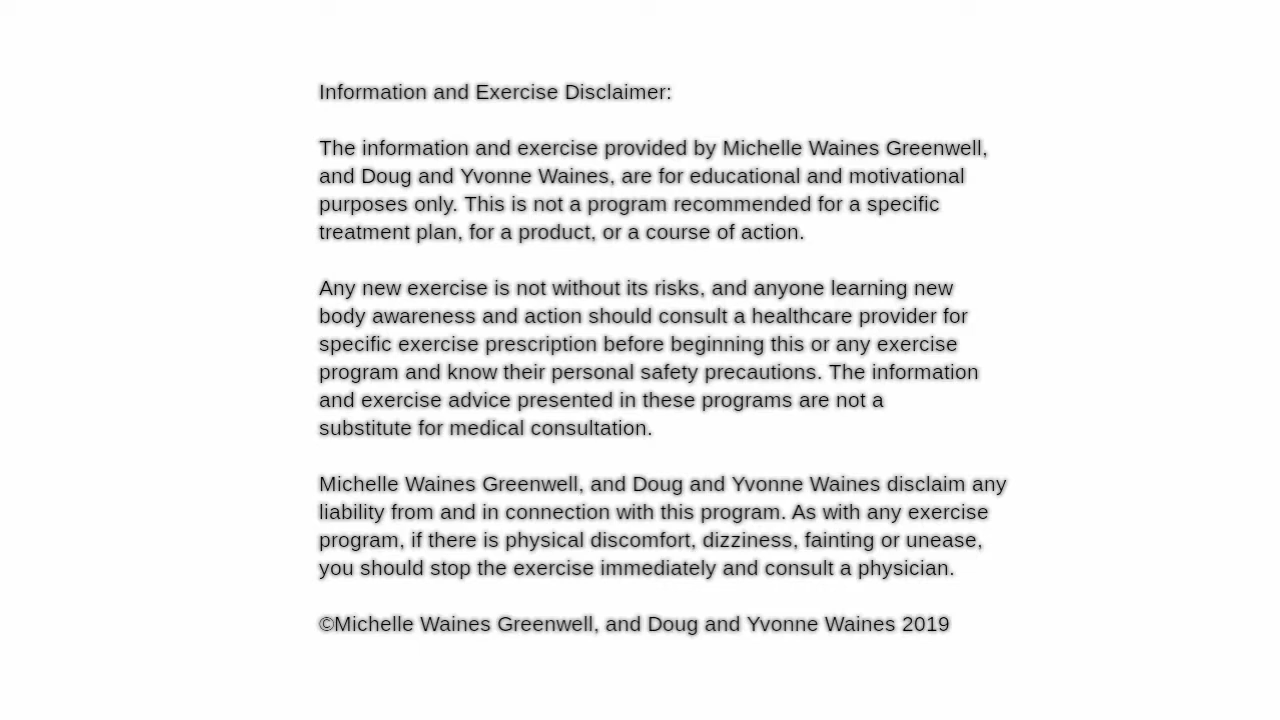 Information and Exercise Disclaimer:
The information and exercise provided by Michelle Waines Greenwell,
and Doug and Yvonne Waines, are for educational and motivational
purposes only. This is not a program recommended for a specific
treatment plan, for a product, or a course of action.
Any new exercise is not without its risks, and anyone learning new
body awareness and action should consult a healthcare provider for
specific exercise prescription before beginning this or any exercise
program and know their personal safety precautions. The information
and exercise advice presented in these programs are not a
substitute for medical consultation.
Michelle Waines Greenwell, and Doug and Yvonne Waines disclaim any
liability from and in connection with this program. As with any exercise
program, if there is physical discomfort, dizziness, fainting or unease,
you should stop the exercise immediately and consult a physician.
©Michelle Waines Greenwell, and Doug and Yvonne Waines 2019